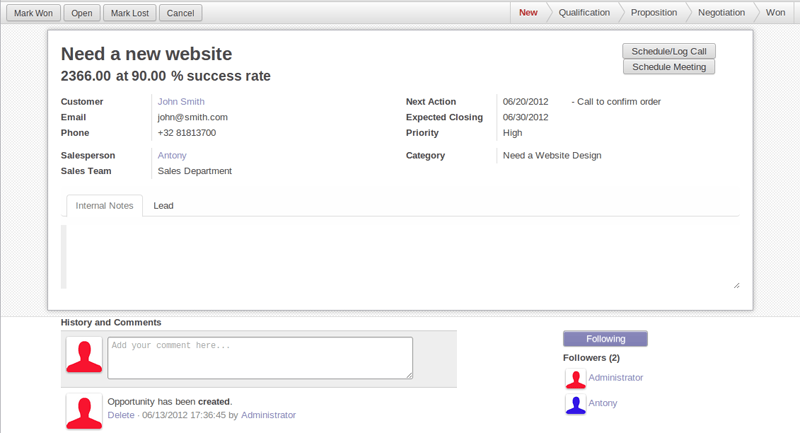 Mark Won Open Mark Lost Cancel New Qualification Proposition Negotiation Won
Need a new website Schedule/Log Call
2366.00 at 90.00 % success rate Schedule Meeting
Customer John Smith Next Action 06/20/2012 - Call to confirm order
Email john@smith.com Expected Closing 06/30/2012
Phone +32 81813700 Priority High
Salesperson Antony Category Need a Website Design
Sales Team Sales Department
Internal Notes Lead
History and Comments
Add your comment here... Following
Followers (2)
Administrator
Opportunity has been created. Antony
Delete · 06/13/2012 17:36:45 by Administrator